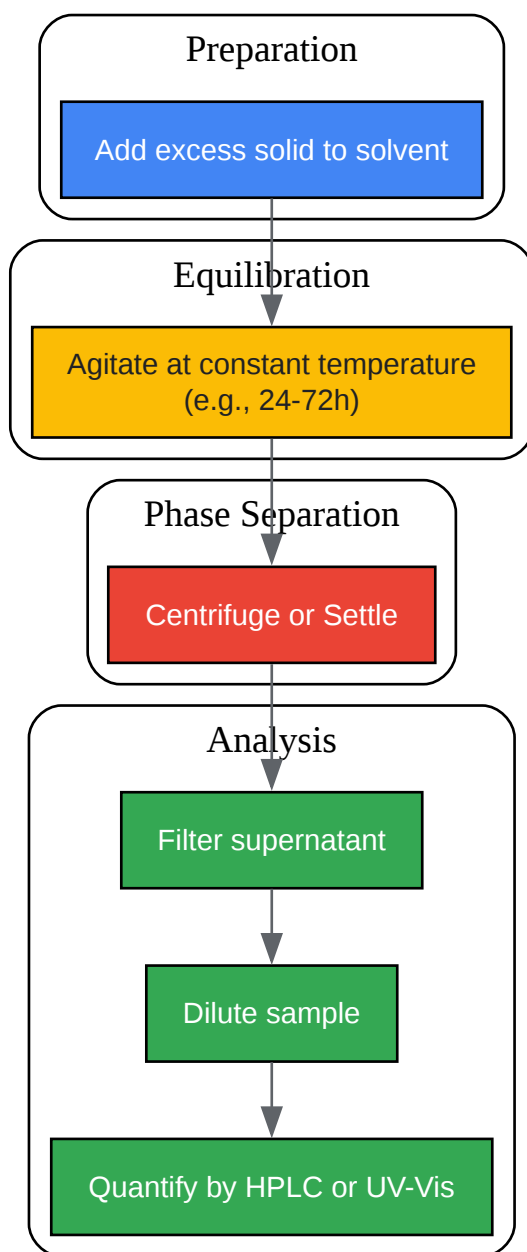 Preparation
Add excess solid to solvent
Equilibration
Agitate at constant temperature
(e.g., 24-72h)
Phase Separation
Centrifuge or Settle
Analysis
Filter supernatant
Dilute sample
Quantify by HPLC or UV-Vis